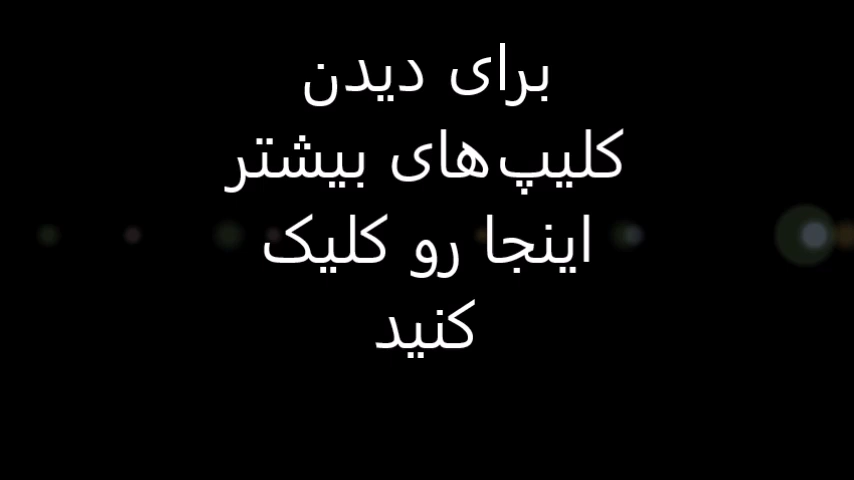 برای دیدن
کلیپ‌های بیشتر
اینجا رو کلیک
کنید